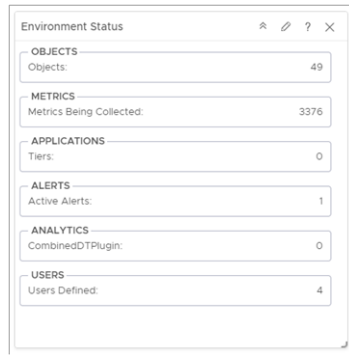 Environment Status ?
OBJECTS
Objects: 49
METRICS
Metrics Being Collected: 3376
APPLICATIONS
Tiers: 0
ALERTS
Active Alerts: 1
ANALYTICS
CombinedDTPlugin: 0
USERS
Users Defined: 4